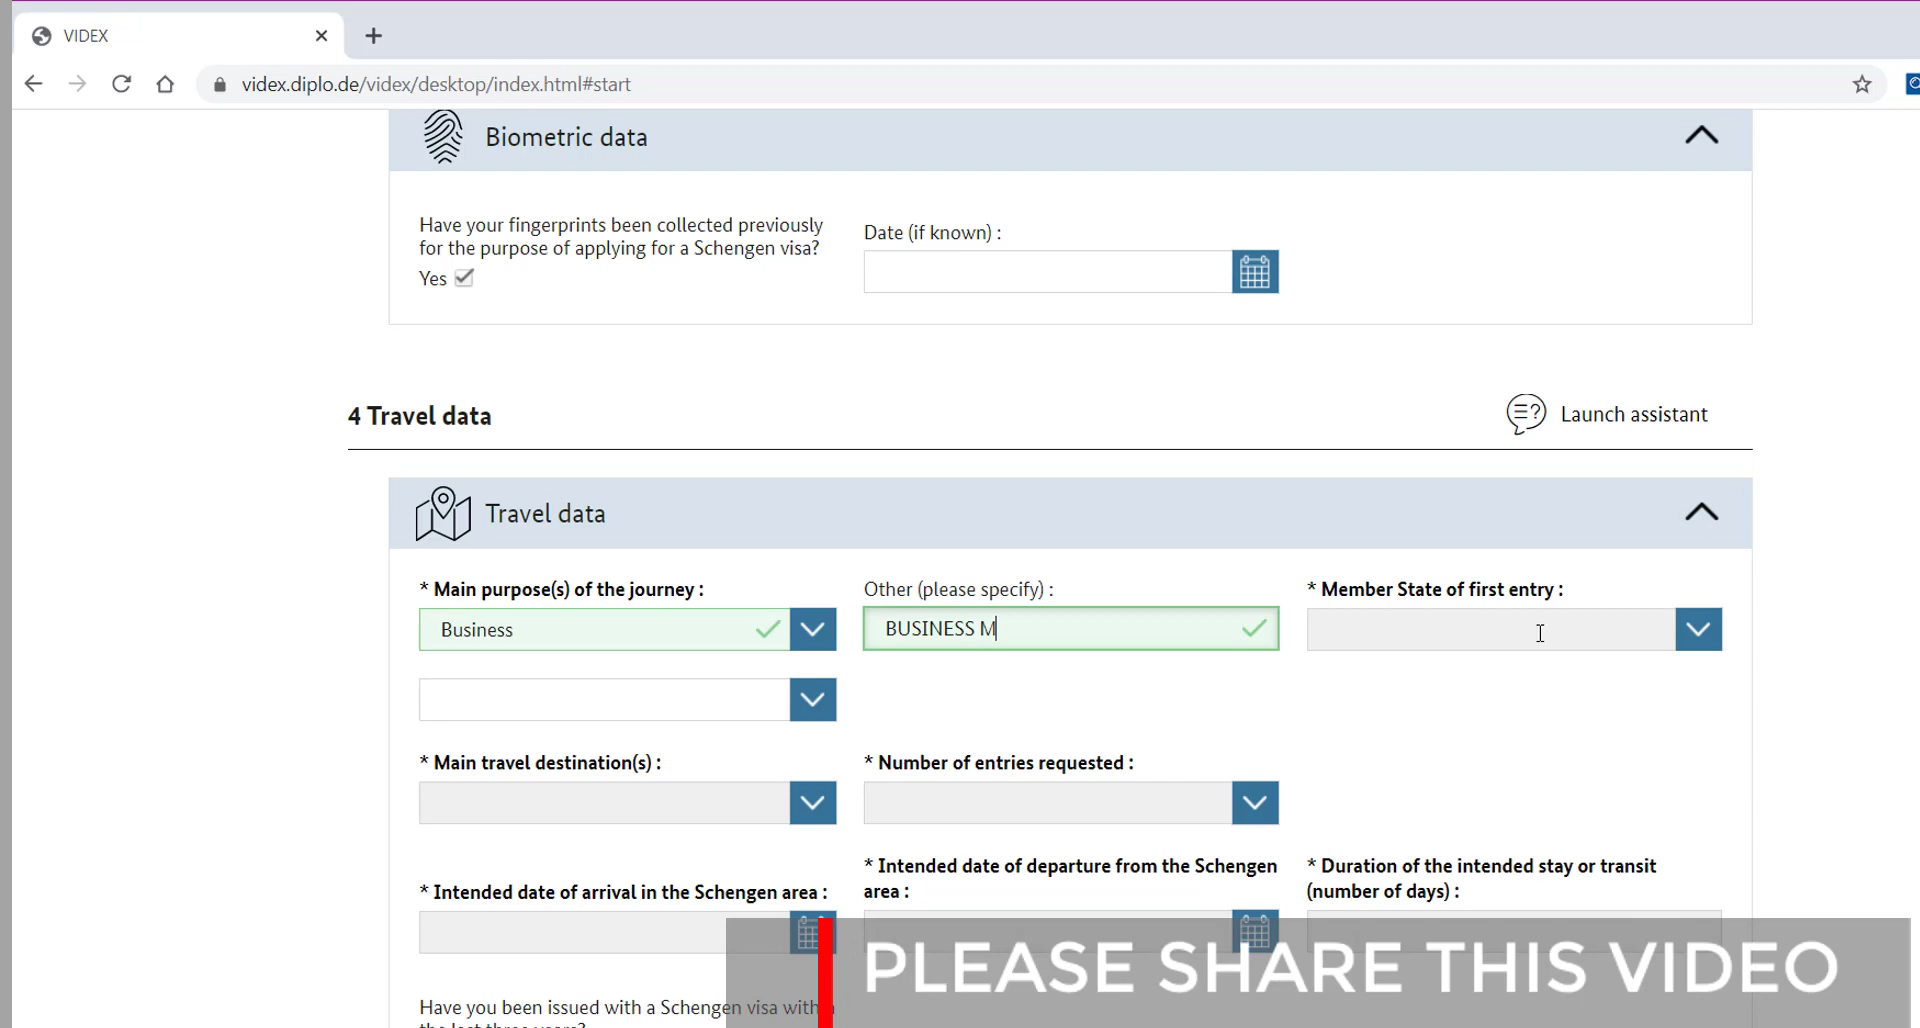 VIDEX
videx.diplo.de/videx/desktop/index.html#start
Biometric data
Have your fingerprints been collected previously
for the purpose of applying for a Schengen visa?
Yes
Date (if known) :
4 Travel data
Launch assistant
Travel data
* Main purpose(s) of the journey :
Business
Other (please specify) :
BUSINESS M
* Member State of first entry :
* Main travel destination(s) :
* Number of entries requested :
* Intended date of arrival in the Schengen area :
* Intended date of departure from the Schengen
area :
* Duration of the intended stay or transit
(number of days) :
PLEASE SHARE THIS VIDEO
Have you been issued with a Schengen visa with
the last three years?